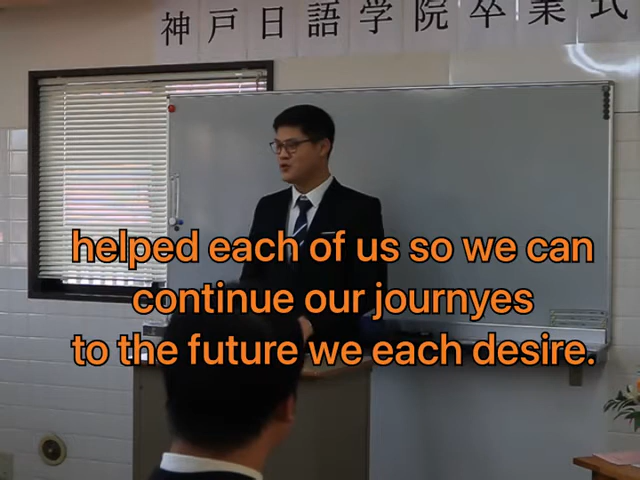 神戸日語学院卒業式
helped each of us so we can
continue our journyes
to the future we each desire.